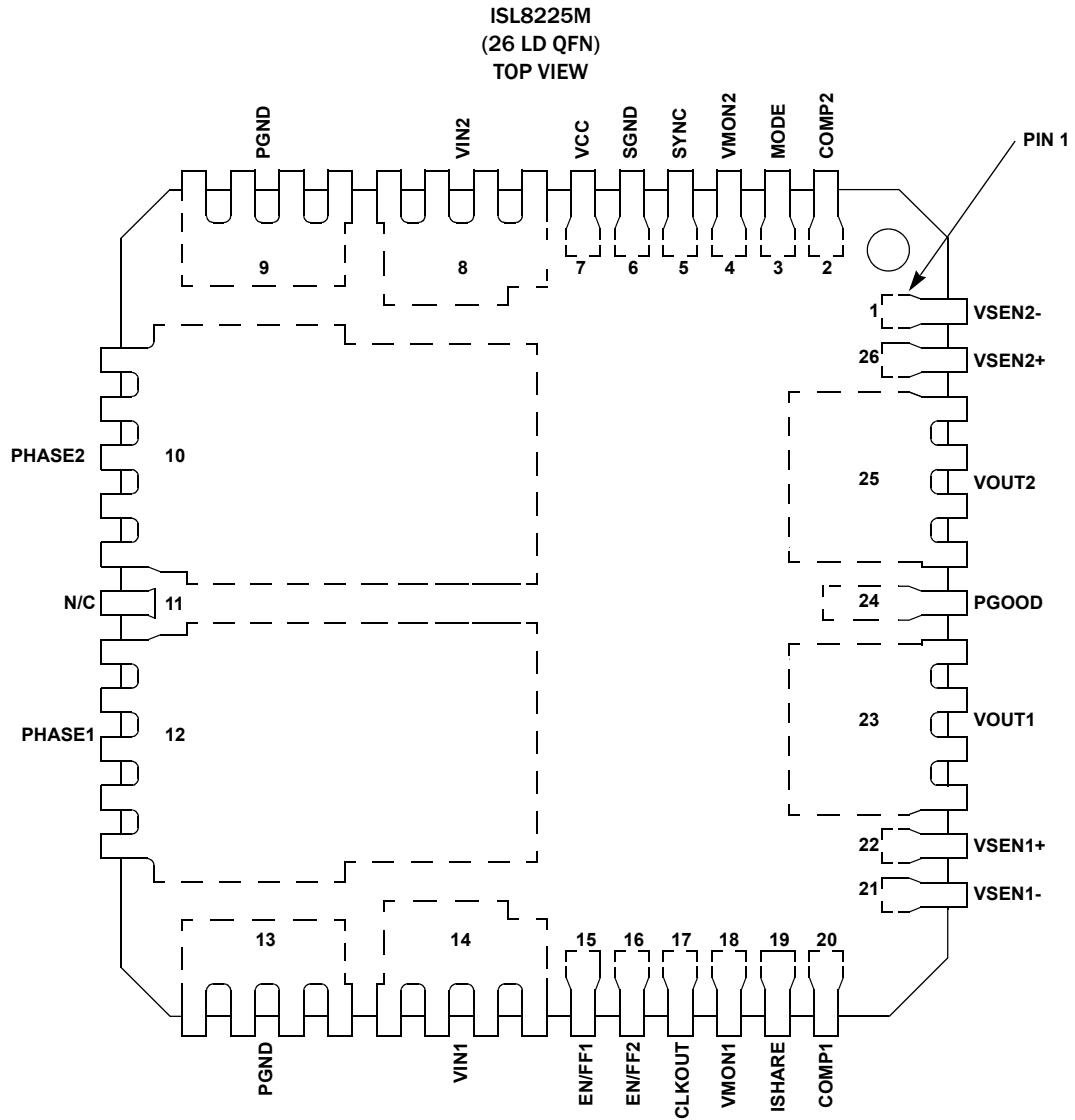 ISL8225M
(26 LD QFN)
TOP VIEW
PGND
VIN2
VCC
SGND
SYNC
VMON2
MODE
COMP2
PIN 1
9
8
7
6
5
4
3
2
1
VSEN2-
26
VSEN2+
PHASE2
10
25
VOUT2
N/C
11
24
PGOOD
PHASE1
12
23
VOUT1
22
VSEN1+
21
VSEN1-
13
14
15
16
17
18
19
20
PGND
VIN1
EN/FF1
EN/FF2
CLKOUT
VMON1
ISHARE
COMP1